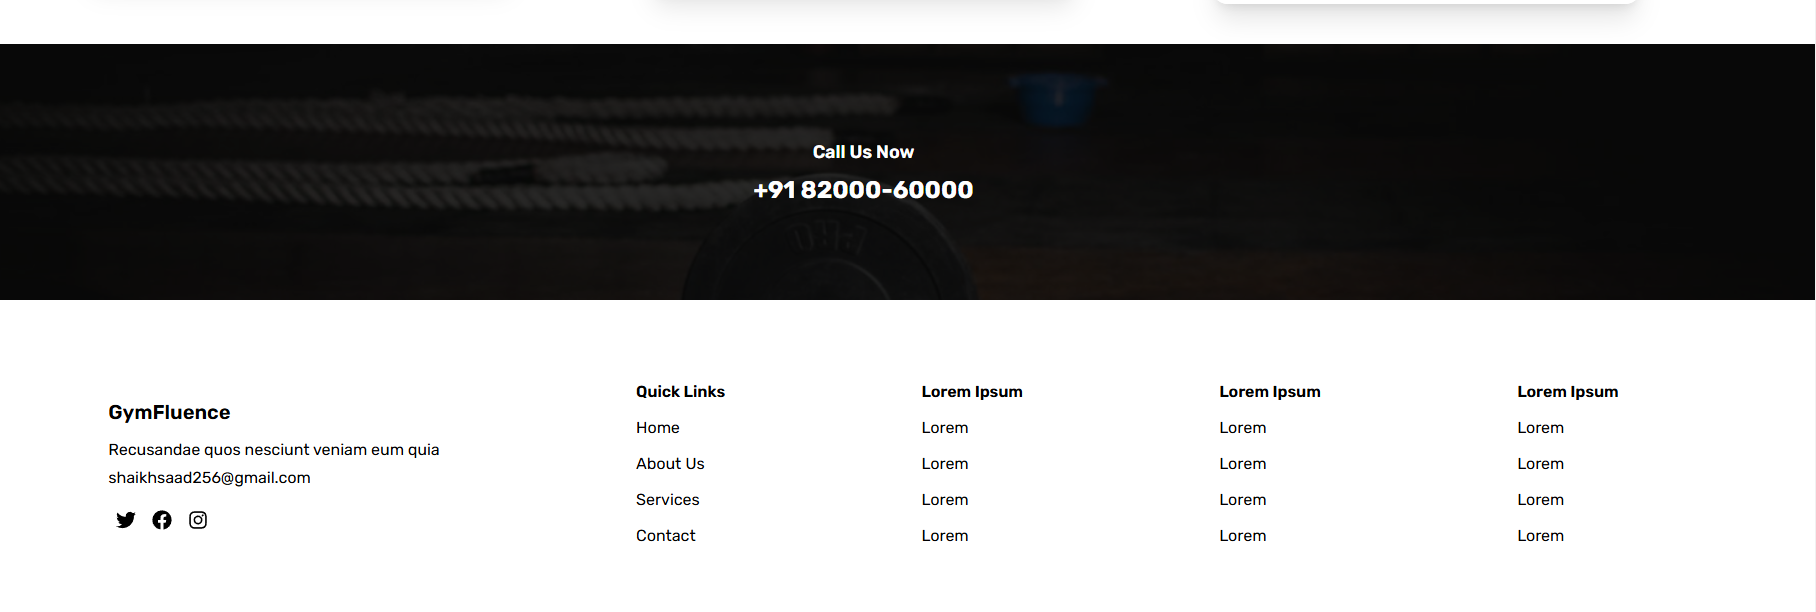 Call Us Now
+91 82000-60000
GymFluence
Recusandae quos nesciunt veniam eum quia
shaikhsaad256@gmail.com
Quick Links
Home
About Us
Services
Contact
Lorem Ipsum
Lorem
Lorem
Lorem
Lorem
Lorem Ipsum
Lorem
Lorem
Lorem
Lorem
Lorem Ipsum
Lorem
Lorem
Lorem
Lorem